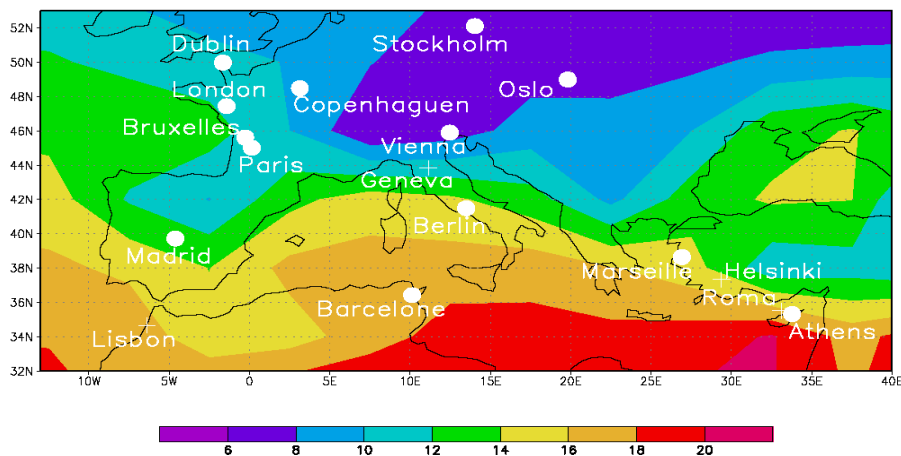 52N
50N
48N
46N
44N
42N
40N
38N
36N
34N
32N
Dublin
Stockholm
London
Oslo
Copenhaguen
Bruxelles
Vienna
Paris
Geneva
Berlin
Madrid
Marseille
Helsinki
Roma
Barcelone
Lisbon
Athens
10W 5W 0 5E 10E 15E 20E 25E 30E 35E 40E
6 8 10 12 14 16 18 20